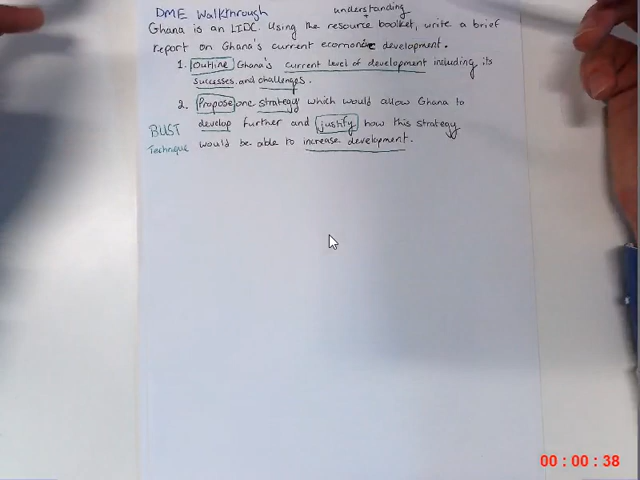 DME Walkthrough
understanding
+
Ghana is an LIDC. Using the resource booklet, write a brief
report on Ghana's current economic development.
1. Outline Ghana's current level of development including its
successes and challenges.
2. Propose one strategy which would allow Ghana to
develop further and justify how this strategy
would be able to increase development.
BUST
Technique
00 : 00 : 38